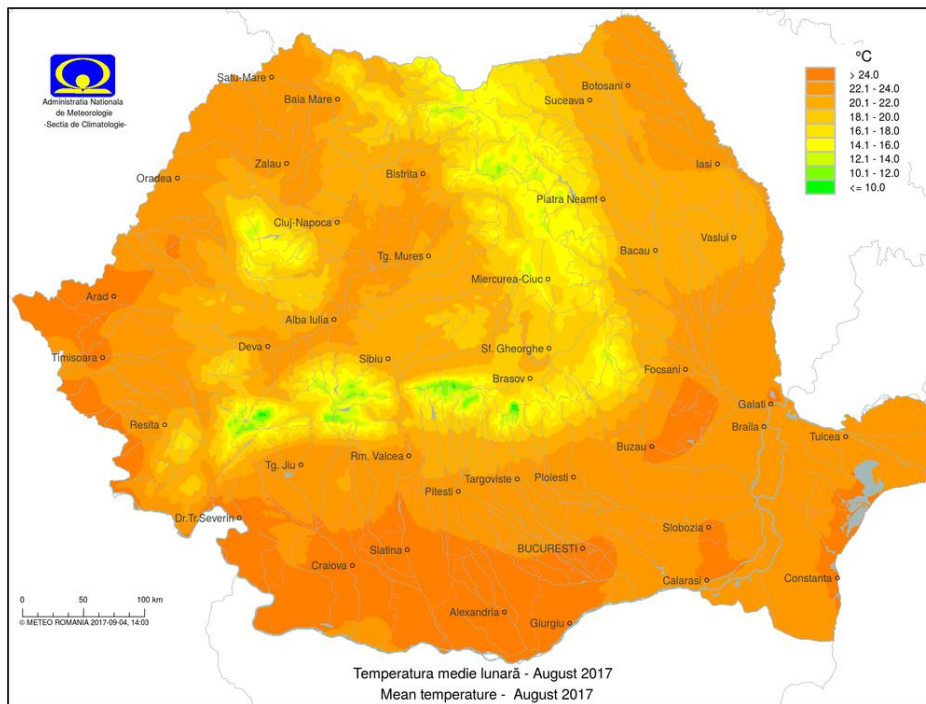 Administratia Nationala
de Meteorologie
-Sectia de Climatologie-
°C
> 24.0
22.1 - 24.0
20.1 - 22.0
18.1 - 20.0
16.1 - 18.0
14.1 - 16.0
12.1 - 14.0
10.1 - 12.0
<= 10.0
Satu-Mare
Botosani
Baia Mare
Suceava
Zalau
Iasi
Oradea
Bistrita
Piatra Neamt
Cluj-Napoca
Vaslui
Tg. Mures
Bacau
Miercurea-Ciuc
Arad
Alba Iulia
Deva
Sf. Gheorghe
Timisoara
Sibiu
Focsani
Brasov
Galati
Resita
Braila
Tulcea
Buzau
Rm. Valcea
Tg. Jiu
Targoviste
Ploiesti
Pitesti
Dr.Tr.Severin
Slobozia
Slatina
BUCURESTI
Craiova
Calarasi
Constanta
0 50 100 km
Alexandria
Giurgiu
© METEO ROMANIA 2017-09-04, 14:03
Temperatura medie lunară - August 2017
Mean temperature - August 2017